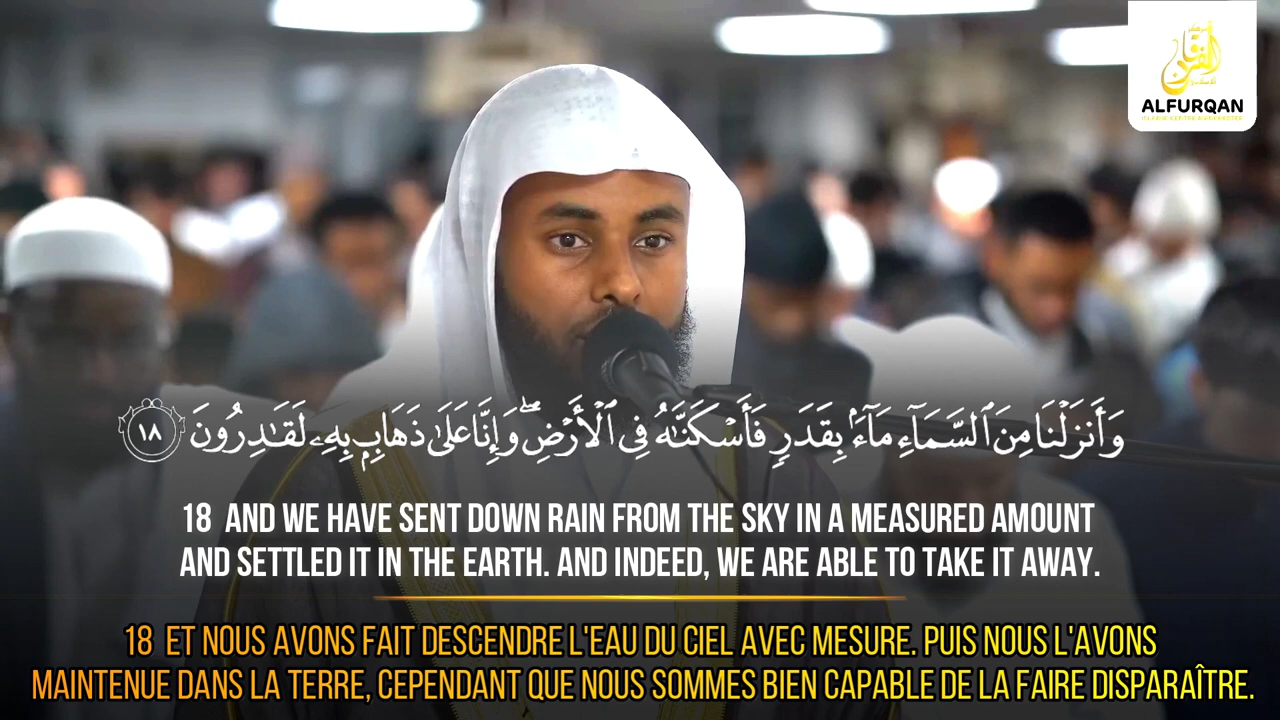 ALFURQAN
وَأَنزَلْنَا مِنَ ٱلسَّمَآءِ مَآءًۢ بِقَدَرٍ فَأَسْكَنَّٰهُ فِى ٱلْأَرْضِ ۖ وَإِنَّا عَلَىٰ ذَهَابٍۭ بِهِۦ لَقَٰدِرُونَ ١٨
18 AND WE HAVE SENT DOWN RAIN FROM THE SKY IN A MEASURED AMOUNT
AND SETTLED IT IN THE EARTH. AND INDEED, WE ARE ABLE TO TAKE IT AWAY.
18 ET NOUS AVONS FAIT DESCENDRE L'EAU DU CIEL AVEC MESURE. PUIS NOUS L'AVONS
MAINTENUE DANS LA TERRE, CEPENDANT QUE NOUS SOMMES BIEN CAPABLE DE LA FAIRE DISPARAÎTRE.